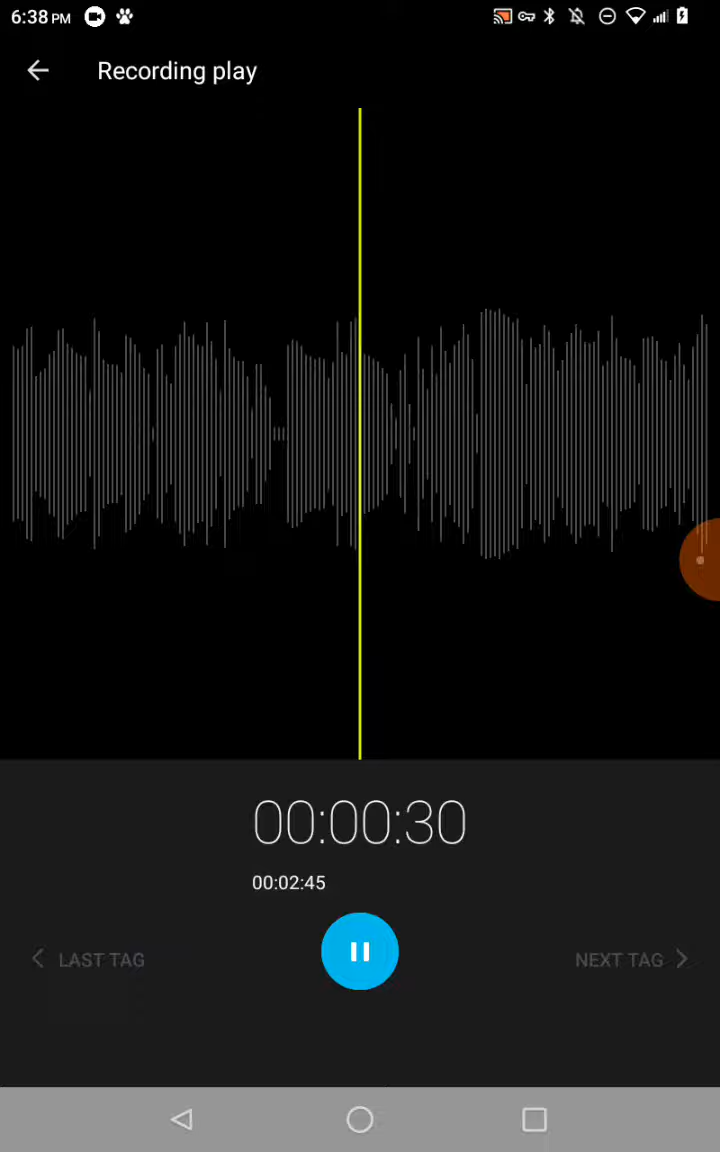 6:38 PM
Recording play
00:00:30
00:02:45
LAST TAG
NEXT TAG